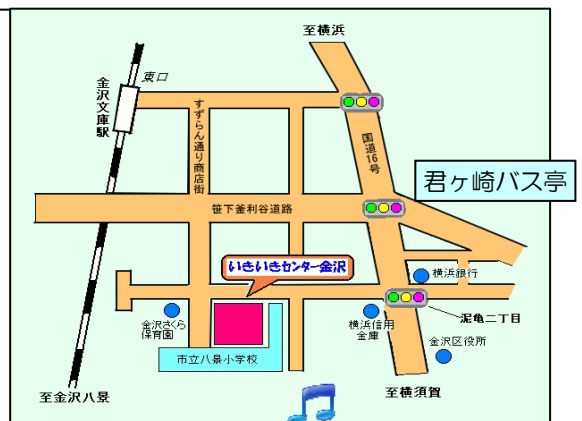 至横浜
東口
金沢文庫駅
すずらん通り商店街
国道16号
君ヶ崎バス亭
笹下釜利谷道路
いきいきセンター金沢
横浜銀行
金沢さくら
保育園
横浜信用
金庫
泥亀二丁目
金沢区役所
市立八景小学校
至金沢八景
至横須賀